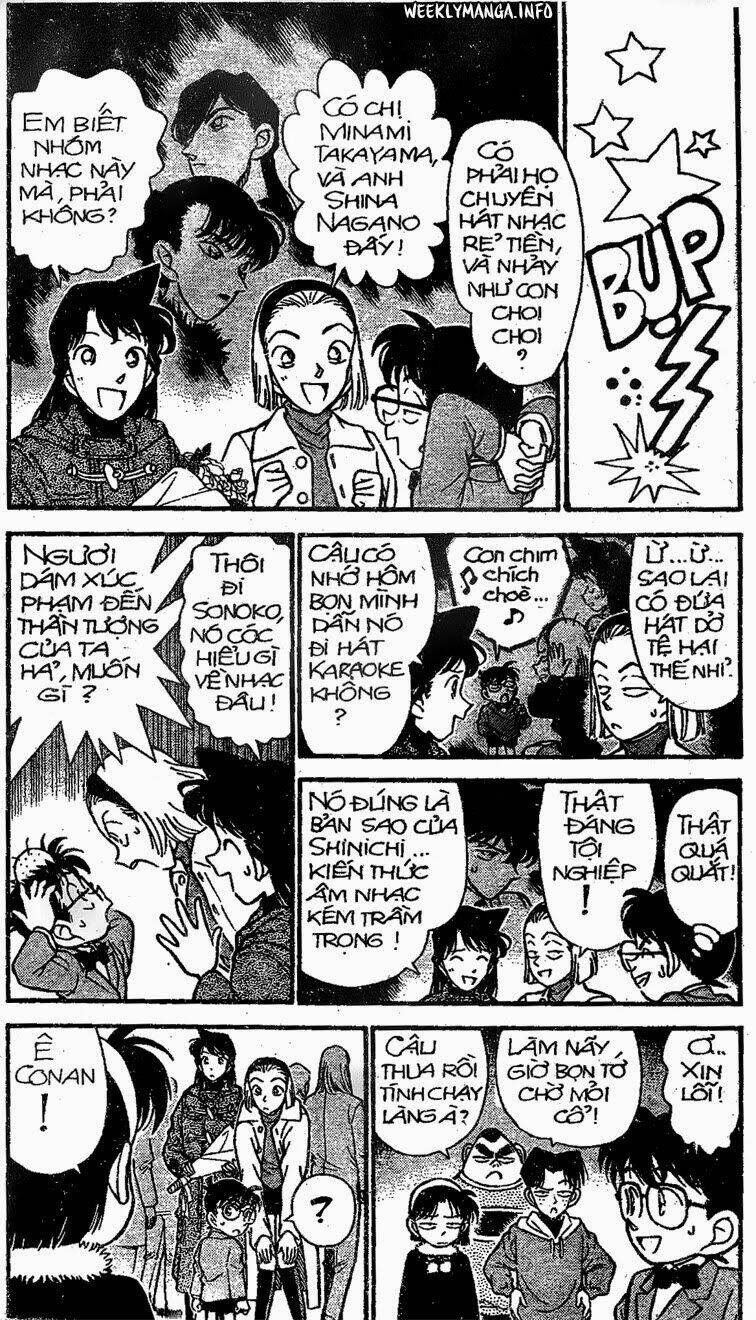 WEEKLYMANGA.INFO
EM BIẾT
NHÓM
NHẠC NÀY
MÀ, PHẢI
KHÔNG?
CÓ CHỊ
MINAMI
TAKAYAMA,
VÀ ANH
SHINA
NAGANO
ĐẤY!
CÓ
PHẢI HỌ
CHUYÊN
HÁT NHẠC
RẺ TIỀN,
VÀ NHẢY
NHƯ CON
CHOI
CHOI
?
BỤP
NGƯƠI
DÁM XÚC
PHẠM ĐẾN
THẦN TƯỢNG
CỦA TA
HẢ, MUỐN
GÌ ?
THÔI
ĐI
SONOKO,
NÓ CÓC
HIỂU GÌ
VỀ NHẠC
ĐÂU!
CẬU CÓ
NHỚ HÔM
BỌN MÌNH
DẪN NÓ
ĐI HÁT
KARAOKE
KHÔNG
?
Con chim
♪ chích
choè...
♪
Ừ...Ừ...
SAO LẠI
CÓ ĐỨA
HÁT DỞ
TỆ HẠI
THẾ NHỈ.
NÓ ĐÚNG LÀ
BẢN SAO CỦA
SHINICHI...
KIẾN THỨC
ÂM NHẠC
KÉM TRẦM
TRỌNG !
THẬT
ĐÁNG
TỘI
NGHIỆP
!
THẬT
QUÁ
QUẮT!
Ê
CONAN
!
?
CẬU
THUA RỒI
TÍNH CHẠY
LÀNG À?
LÀM NÃY
GIỜ BỌN TỚ
CHỜ MỎI
CỔ!
Ơ..
XIN
LỖI!